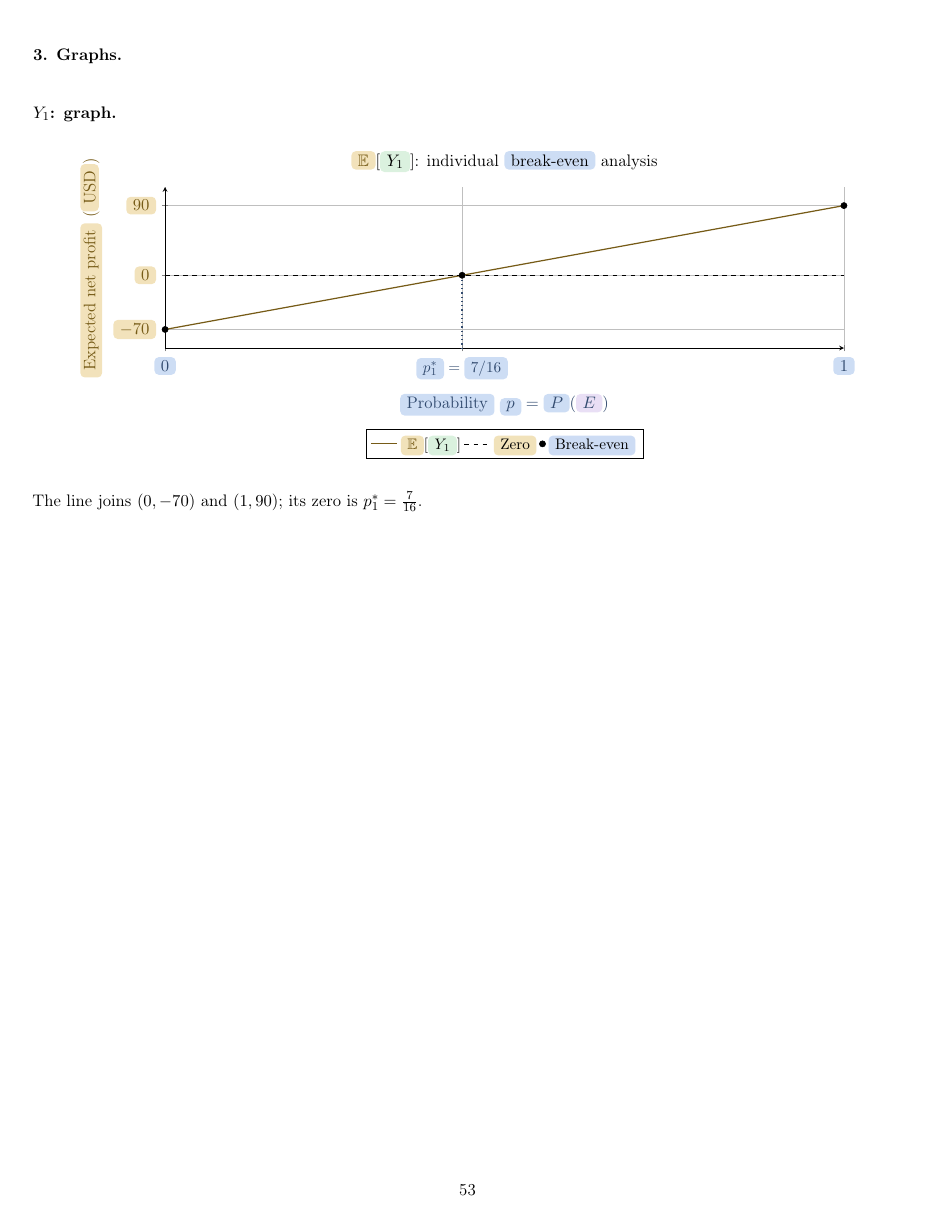 3. Graphs.
Y₁: graph.
𝔼[Y₁]: individual break-even analysis
Expected net profit (USD)
90
0
−70
0
p₁* = 7/16
1
Probability p = P(E)
𝔼[Y₁] Zero Break-even
The line joins (0, −70) and (1, 90); its zero is p₁* = 7/16.
53